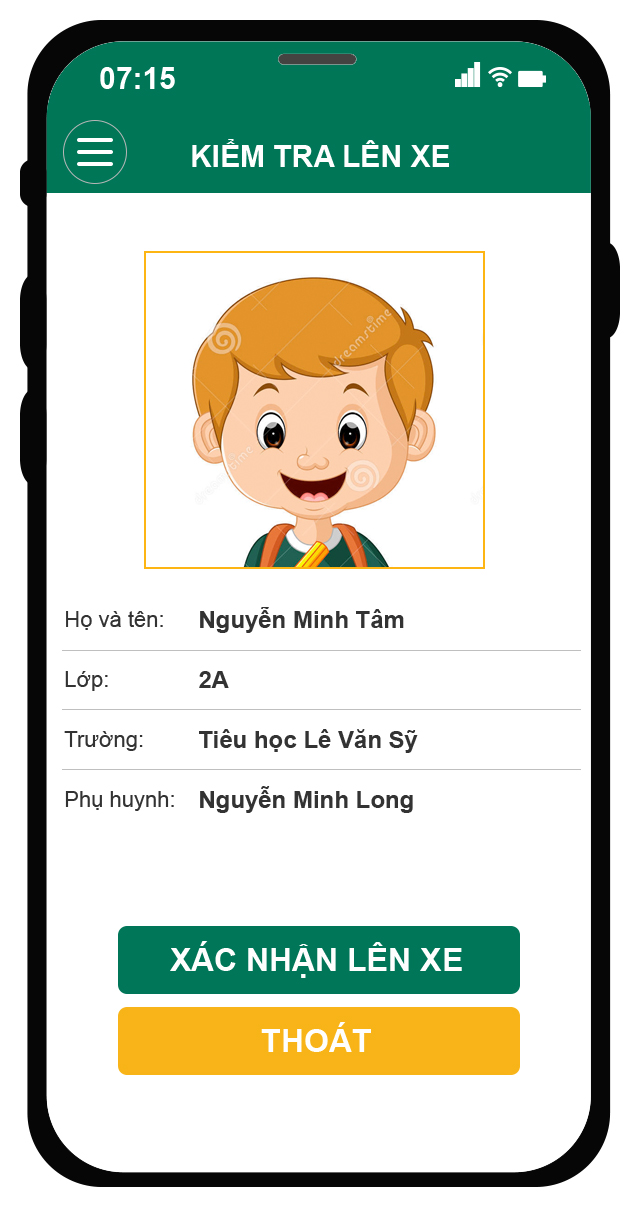 07:15
KIỂM TRA LÊN XE
dreamstime
dreamstime
Họ và tên: Nguyễn Minh Tâm
Lớp: 2A
Trường: Tiêu học Lê Văn Sỹ
Phụ huynh: Nguyễn Minh Long
XÁC NHẬN LÊN XE
THOÁT